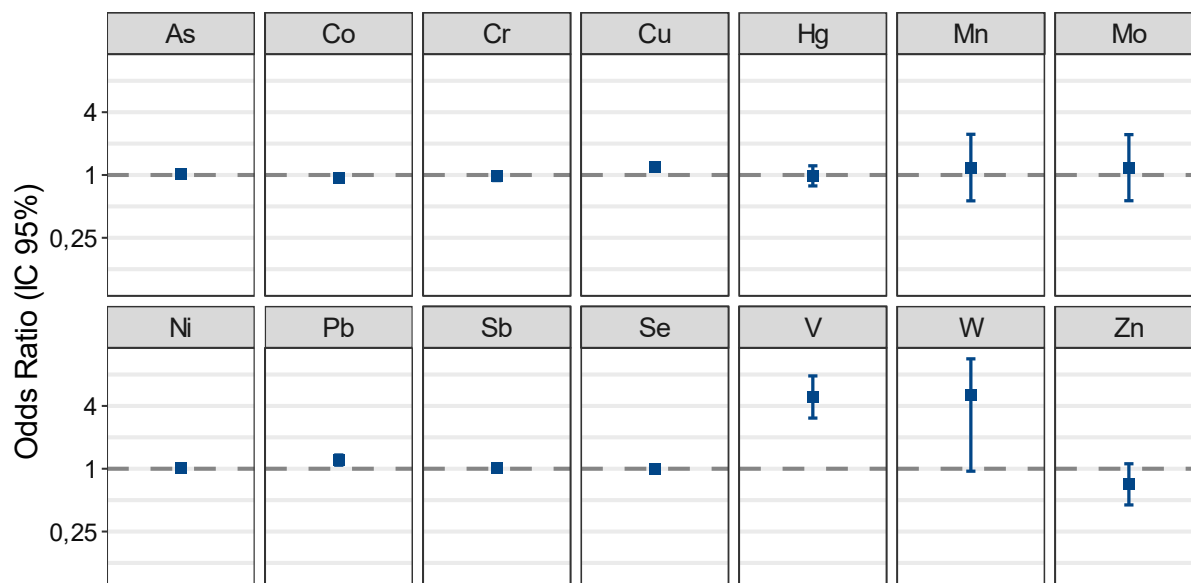 As Co Cr Cu Hg Mn Mo
4
1
0,25
Odds Ratio (IC 95%)
Ni Pb Sb Se V W Zn
4
1
0,25